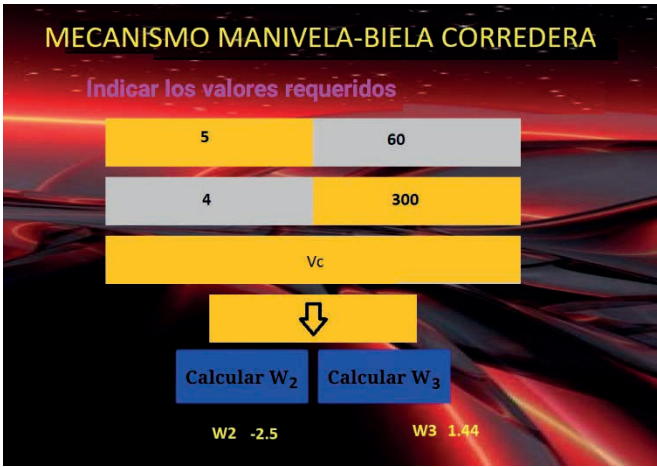 MECANISMO MANIVELA-BIELA CORREDERA
Indicar los valores requeridos
5 60
4 300
Vc
Calcular W₂ Calcular W₃
W2 -2.5 W3 1.44